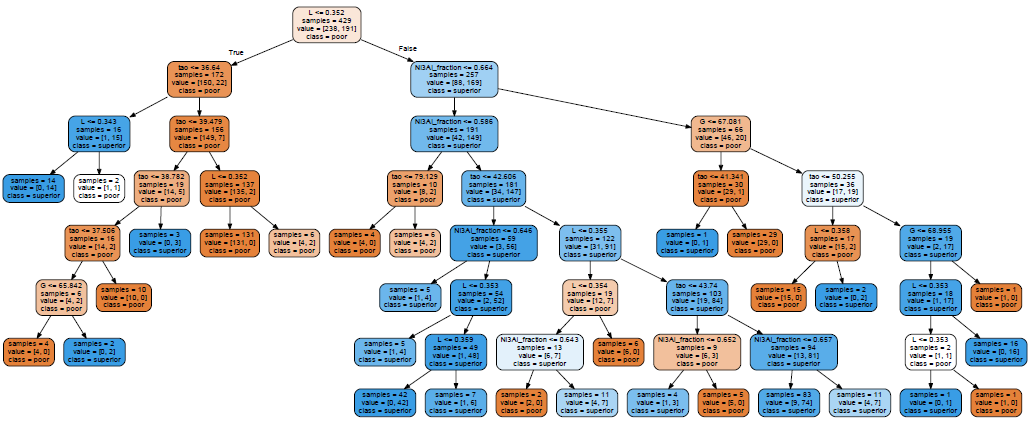 L <= 0.352
samples = 429
value = [238, 191]
class = poor
True
False
tao <= 36.64
samples = 172
value = [150, 22]
class = poor
Ni3Al_fraction <= 0.664
samples = 257
value = [88, 169]
class = superior
L <= 0.343
samples = 16
value = [1, 15]
class = superior
tao <= 39.479
samples = 156
value = [149, 7]
class = poor
Ni3Al_fraction <= 0.586
samples = 191
value = [42, 149]
class = superior
G <= 67.081
samples = 66
value = [46, 20]
class = poor
samples = 14
value = [0, 14]
class = superior
samples = 2
value = [1, 1]
class = poor
tao <= 38.782
samples = 19
value = [14, 5]
class = poor
L <= 0.352
samples = 137
value = [135, 2]
class = poor
tao <= 79.129
samples = 10
value = [8, 2]
class = poor
tao <= 42.606
samples = 181
value = [34, 147]
class = superior
tao <= 41.341
samples = 30
value = [29, 1]
class = poor
tao <= 50.255
samples = 36
value = [17, 19]
class = superior
tao <= 37.506
samples = 16
value = [14, 2]
class = poor
samples = 3
value = [0, 3]
class = superior
samples = 131
value = [131, 0]
class = poor
samples = 6
value = [4, 2]
class = poor
samples = 4
value = [4, 0]
class = poor
samples = 6
value = [4, 2]
class = poor
Ni3Al_fraction <= 0.646
samples = 59
value = [3, 56]
class = superior
L <= 0.355
samples = 122
value = [31, 91]
class = superior
samples = 1
value = [0, 1]
class = superior
samples = 29
value = [29, 0]
class = poor
L <= 0.358
samples = 17
value = [15, 2]
class = poor
G <= 68.955
samples = 19
value = [2, 17]
class = superior
G <= 65.842
samples = 6
value = [4, 2]
class = poor
samples = 10
value = [10, 0]
class = poor
samples = 5
value = [1, 4]
class = superior
L <= 0.353
samples = 54
value = [2, 52]
class = superior
L <= 0.354
samples = 19
value = [12, 7]
class = poor
tao <= 43.74
samples = 103
value = [19, 84]
class = superior
samples = 15
value = [15, 0]
class = poor
samples = 2
value = [0, 2]
class = superior
L <= 0.353
samples = 18
value = [1, 17]
class = superior
samples = 1
value = [1, 0]
class = poor
samples = 4
value = [4, 0]
class = poor
samples = 2
value = [0, 2]
class = superior
samples = 5
value = [1, 4]
class = superior
L <= 0.359
samples = 49
value = [1, 48]
class = superior
Ni3Al_fraction <= 0.643
samples = 13
value = [6, 7]
class = superior
samples = 6
value = [6, 0]
class = poor
Ni3Al_fraction <= 0.652
samples = 9
value = [6, 3]
class = poor
Ni3Al_fraction <= 0.657
samples = 94
value = [13, 81]
class = superior
L <= 0.353
samples = 2
value = [1, 1]
class = poor
samples = 16
value = [0, 16]
class = superior
samples = 42
value = [0, 42]
class = superior
samples = 7
value = [1, 6]
class = superior
samples = 2
value = [2, 0]
class = poor
samples = 11
value = [4, 7]
class = superior
samples = 4
value = [1, 3]
class = superior
samples = 5
value = [5, 0]
class = poor
samples = 83
value = [9, 74]
class = superior
samples = 11
value = [4, 7]
class = superior
samples = 1
value = [0, 1]
class = superior
samples = 1
value = [1, 0]
class = poor